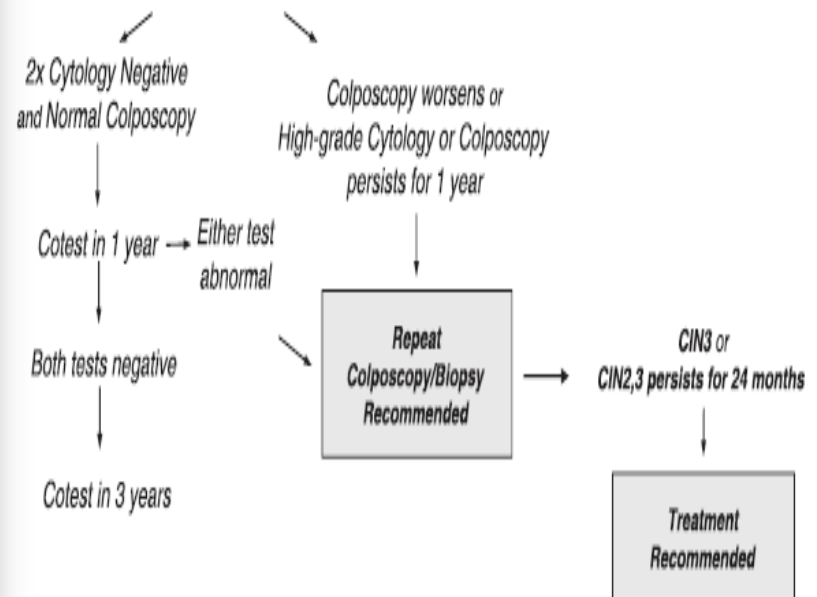 2x Cytology Negative
and Normal Colposcopy
Colposcopy worsens or
High-grade Cytology or Colposcopy
persists for 1 year
Cotest in 1 year
Either test
abnormal
Both tests negative
Cotest in 3 years
Repeat
Colposcopy/Biopsy
Recommended
CIN3 or
CIN2,3 persists for 24 months
Treatment
Recommended